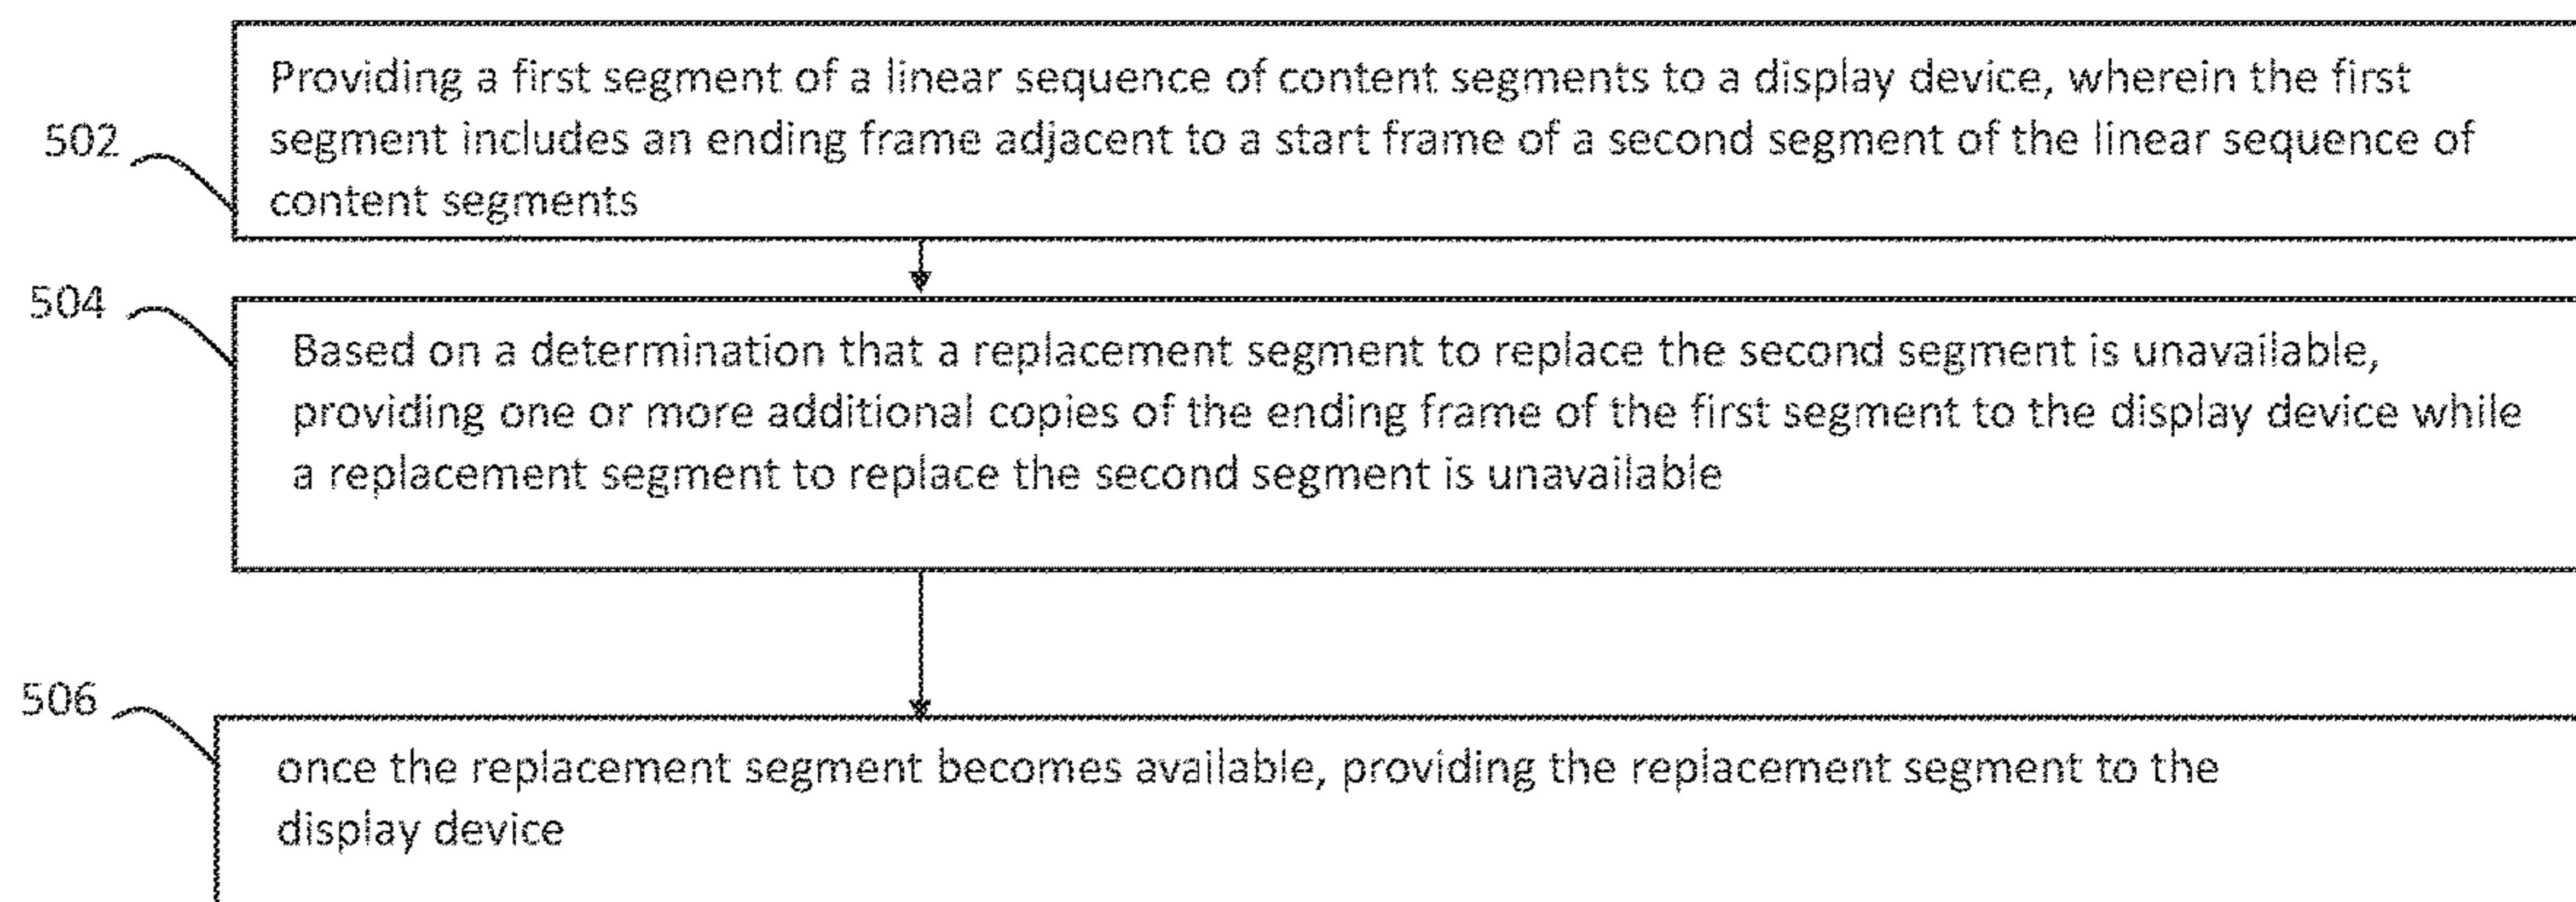 Providing a first segment of a linear sequence of content segments to a display device, wherein the first
502
segment includes an ending frame adjacent to a start frame of a second segment of the linear sequence of
content segments
504
Based on a determination that a replacement segment to replace the second segment is unavailable,
providing one or more additional copies of the ending frame of the first segment to the display device while
a replacement segment to replace the second segment is unavailable
506
once the replacement segment becomes available, providing the replacement segment to the
display device